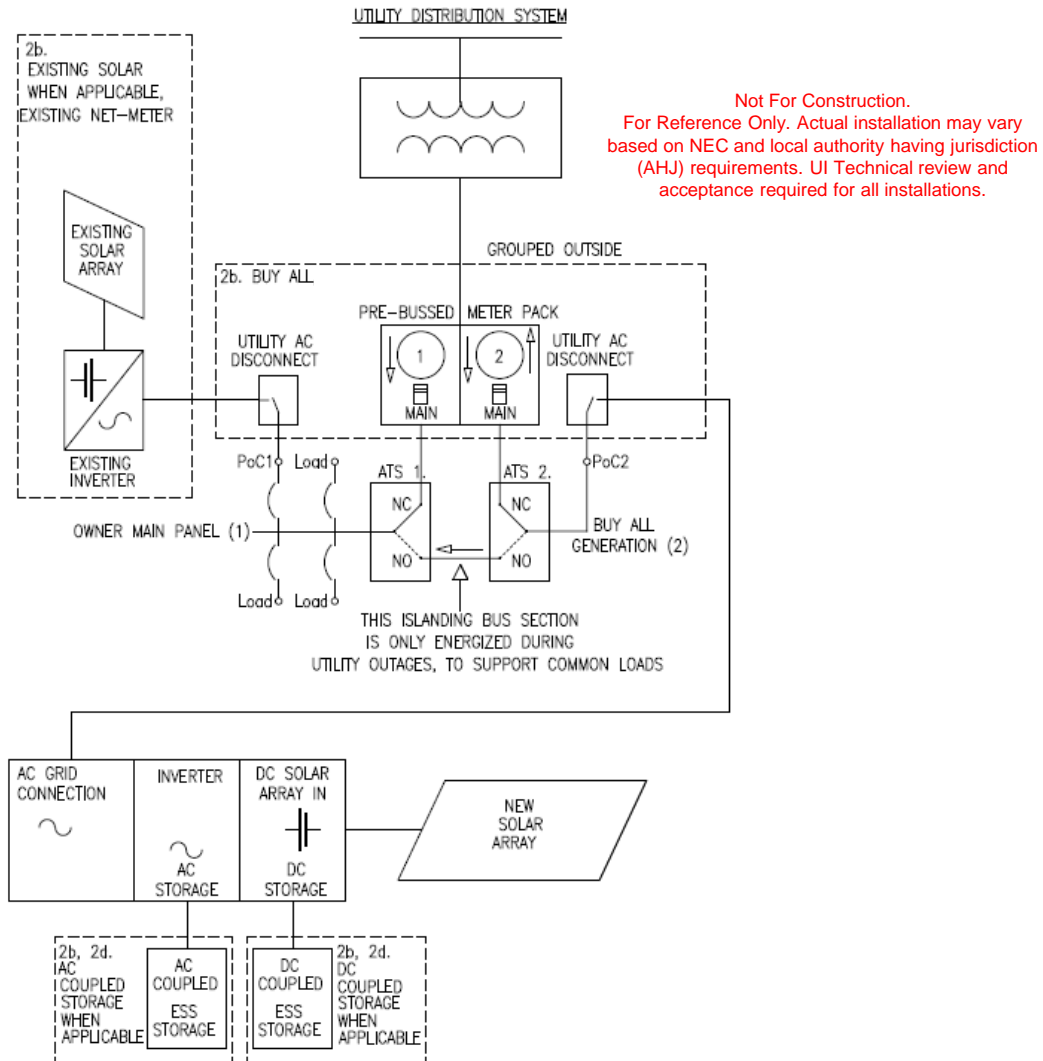 UTILITY DISTRIBUTION SYSTEM
2b.
EXISTING SOLAR
WHEN APPLICABLE,
EXISTING NET-METER
Not For Construction.
For Reference Only. Actual installation may vary
based on NEC and local authority having jurisdiction
(AHJ) requirements. UI Technical review and
acceptance required for all installations.
EXISTING
SOLAR
ARRAY
EXISTING
INVERTER
GROUPED OUTSIDE
2b. BUY ALL
PRE-BUSSED METER PACK
UTILITY AC
DISCONNECT
1
MAIN
2
MAIN
UTILITY AC
DISCONNECT
PoC1
Load
ATS 1.
ATS 2.
PoC2
NC
NC
OWNER MAIN PANEL (1)
BUY ALL
GENERATION (2)
NO
NO
Load
Load
THIS ISLANDING BUS SECTION
IS ONLY ENERGIZED DURING
UTILITY OUTAGES, TO SUPPORT COMMON LOADS
AC GRID
CONNECTION
INVERTER
AC
STORAGE
DC SOLAR
ARRAY IN
DC
STORAGE
NEW
SOLAR
ARRAY
2b, 2d.
AC
COUPLED
STORAGE
WHEN
APPLICABLE
AC
COUPLED
ESS
STORAGE
DC
COUPLED
ESS
STORAGE
2b, 2d.
DC
COUPLED
STORAGE
WHEN
APPLICABLE